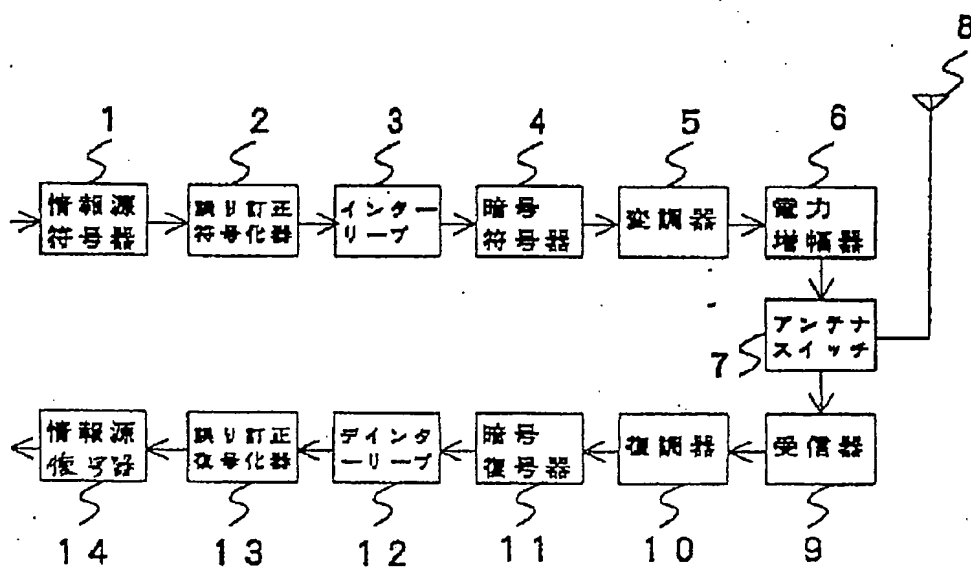 8
1
2
3
4
5
6
情報源
符号器
誤り訂正
符号化器
インター
リーブ
暗号
符号器
変調器
電力
増幅器
アンテナ
スイッチ
7
情報源
復号器
誤り訂正
復号化器
デインタ
ーリーブ
暗号
復号器
復調器
受信器
14
13
12
11
10
9